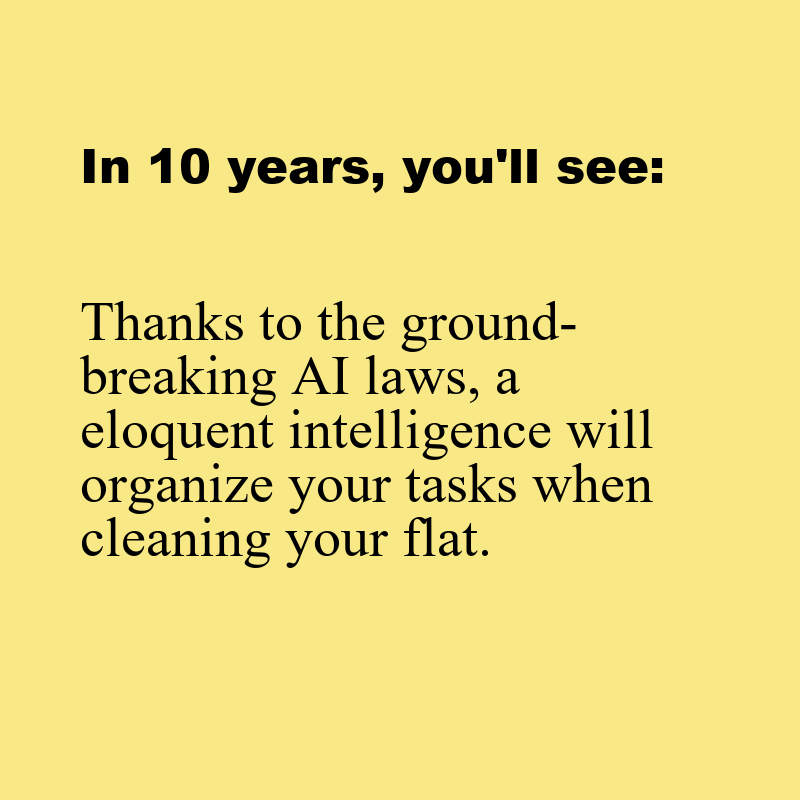 In 10 years, you'll see:
Thanks to the ground-
breaking AI laws, a
eloquent intelligence will
organize your tasks when
cleaning your flat.